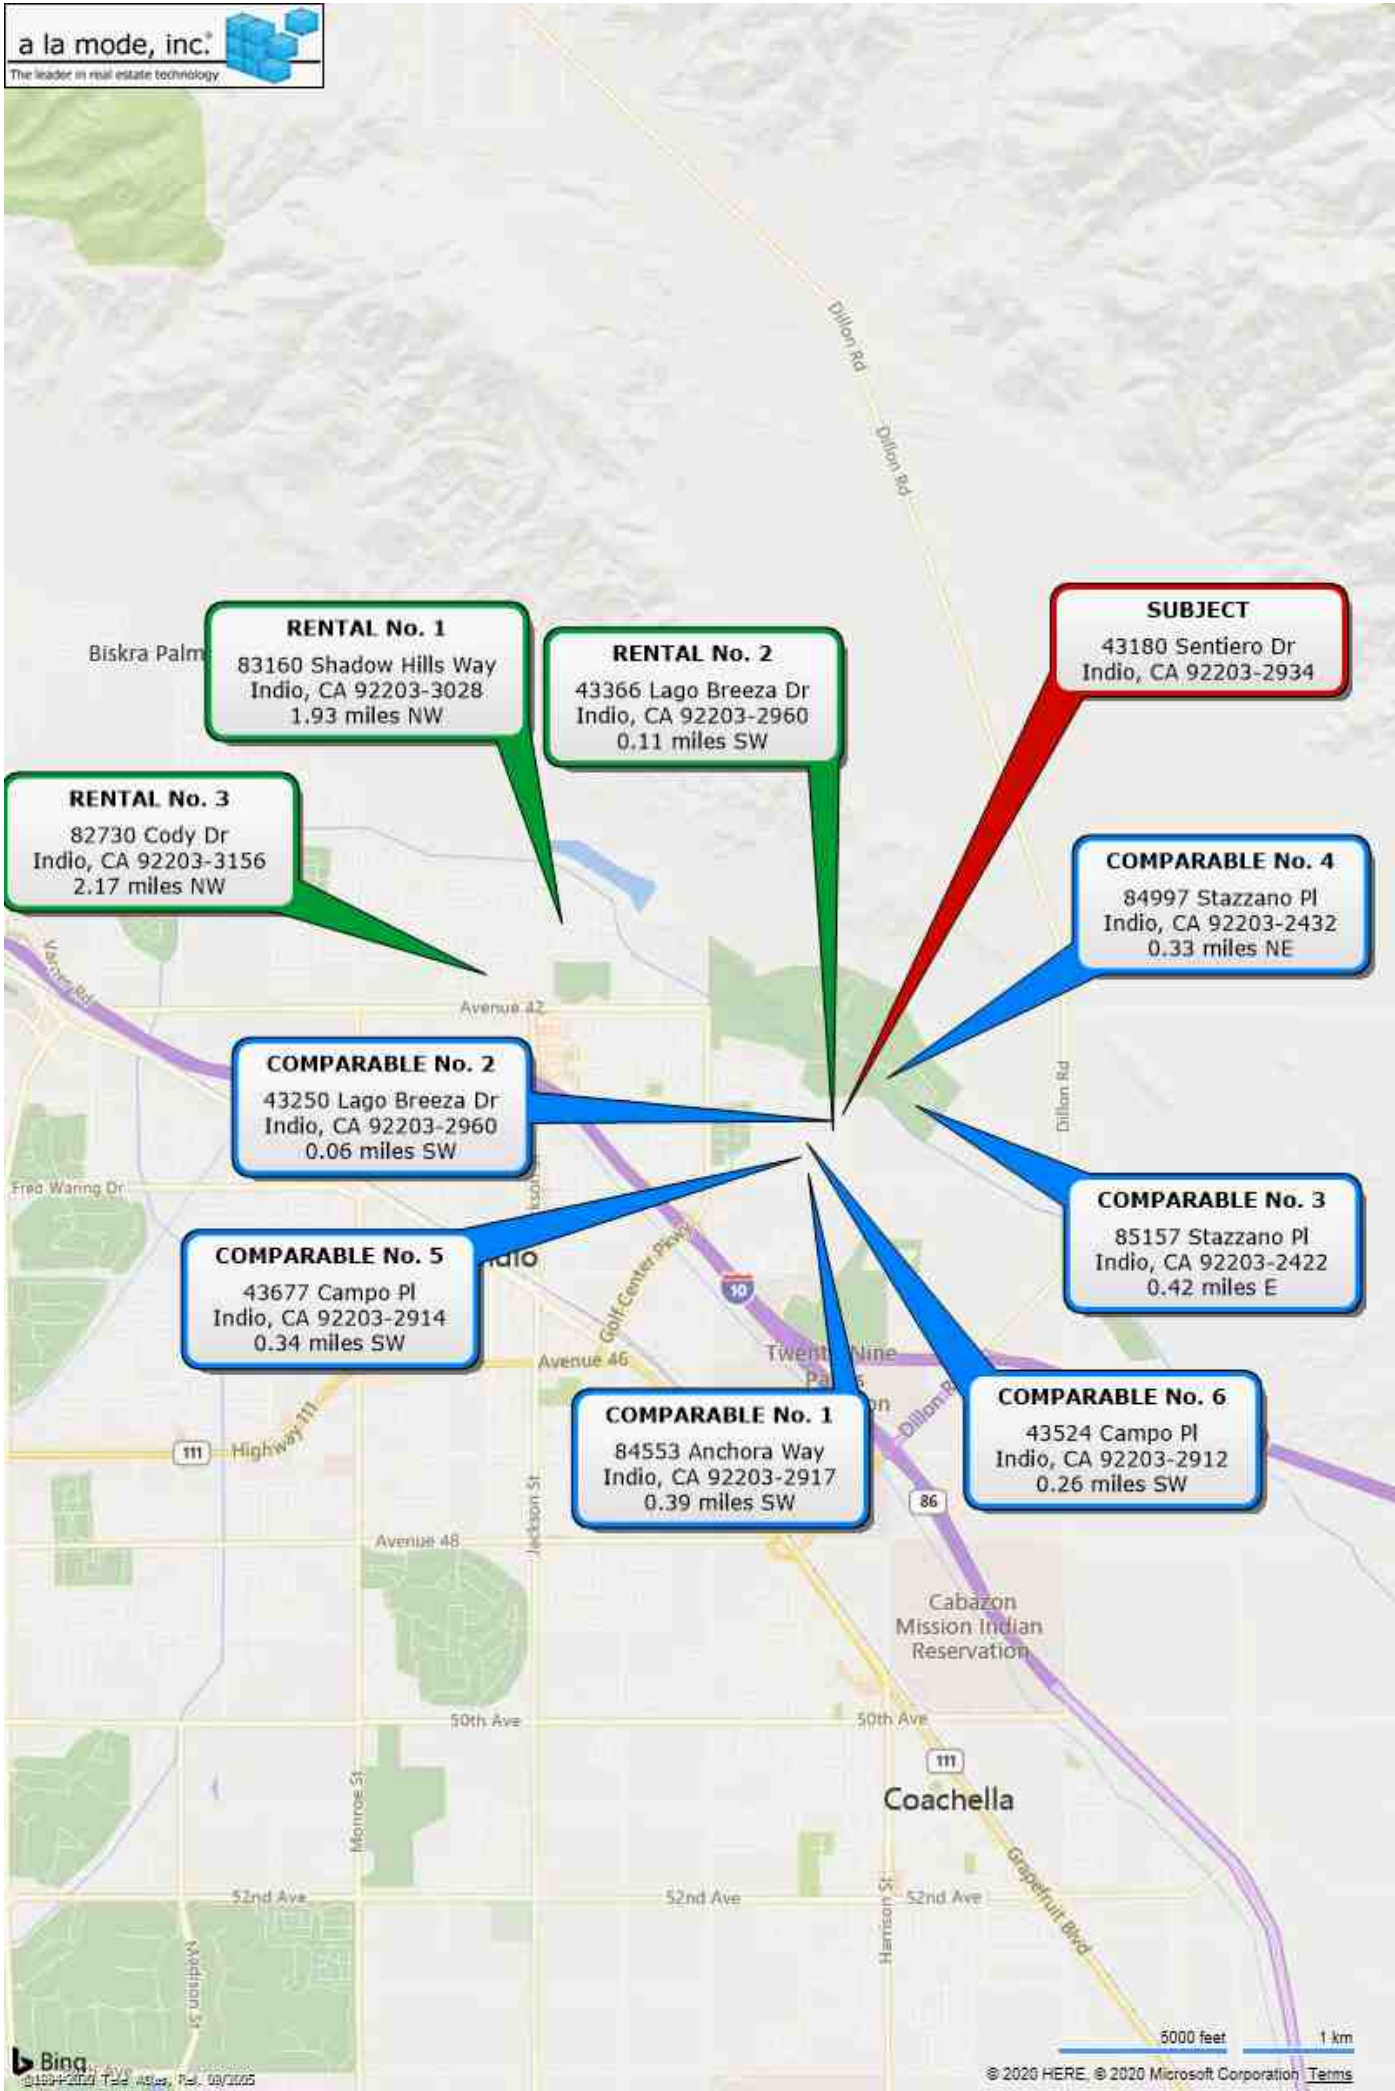 a la mode, inc.
The leader in real estate technology
Dillon Rd
Dillon Rd
SUBJECT
43180 Sentiero Dr
Indio, CA 92203-2934
RENTAL No. 1
83160 Shadow Hills Way
Indio, CA 92203-3028
1.93 miles NW
Biskra Palm
RENTAL No. 2
43366 Lago Breeza Dr
Indio, CA 92203-2960
0.11 miles SW
RENTAL No. 3
82730 Cody Dr
Indio, CA 92203-3156
2.17 miles NW
COMPARABLE No. 4
84997 Stazzano Pl
Indio, CA 92203-2432
0.33 miles NE
Varner Rd
Avenue 42
COMPARABLE No. 2
43250 Lago Breeza Dr
Indio, CA 92203-2960
0.06 miles SW
Dillon Rd
Fred Waring Dr
COMPARABLE No. 3
85157 Stazzano Pl
Indio, CA 92203-2422
0.42 miles E
COMPARABLE No. 5
43677 Campo Pl
Indio, CA 92203-2914
0.34 miles SW
Golf Center Pkwy
10
Avenue 46
COMPARABLE No. 6
43524 Campo Pl
Indio, CA 92203-2912
0.26 miles SW
COMPARABLE No. 1
84553 Anchora Way
Indio, CA 92203-2917
0.39 miles SW
111
Highway 111
Dillon
86
Jackson St
Avenue 48
Cabazon
Mission Indian
Reservation
50th Ave
50th Ave
111
Coachella
Monroe St
Grapefruit Blvd
52nd Ave
52nd Ave
52nd Ave
Harrison St
Madison St
5000 feet
1 km
Bing
© 2020 HERE, © 2020 Microsoft Corporation Terms